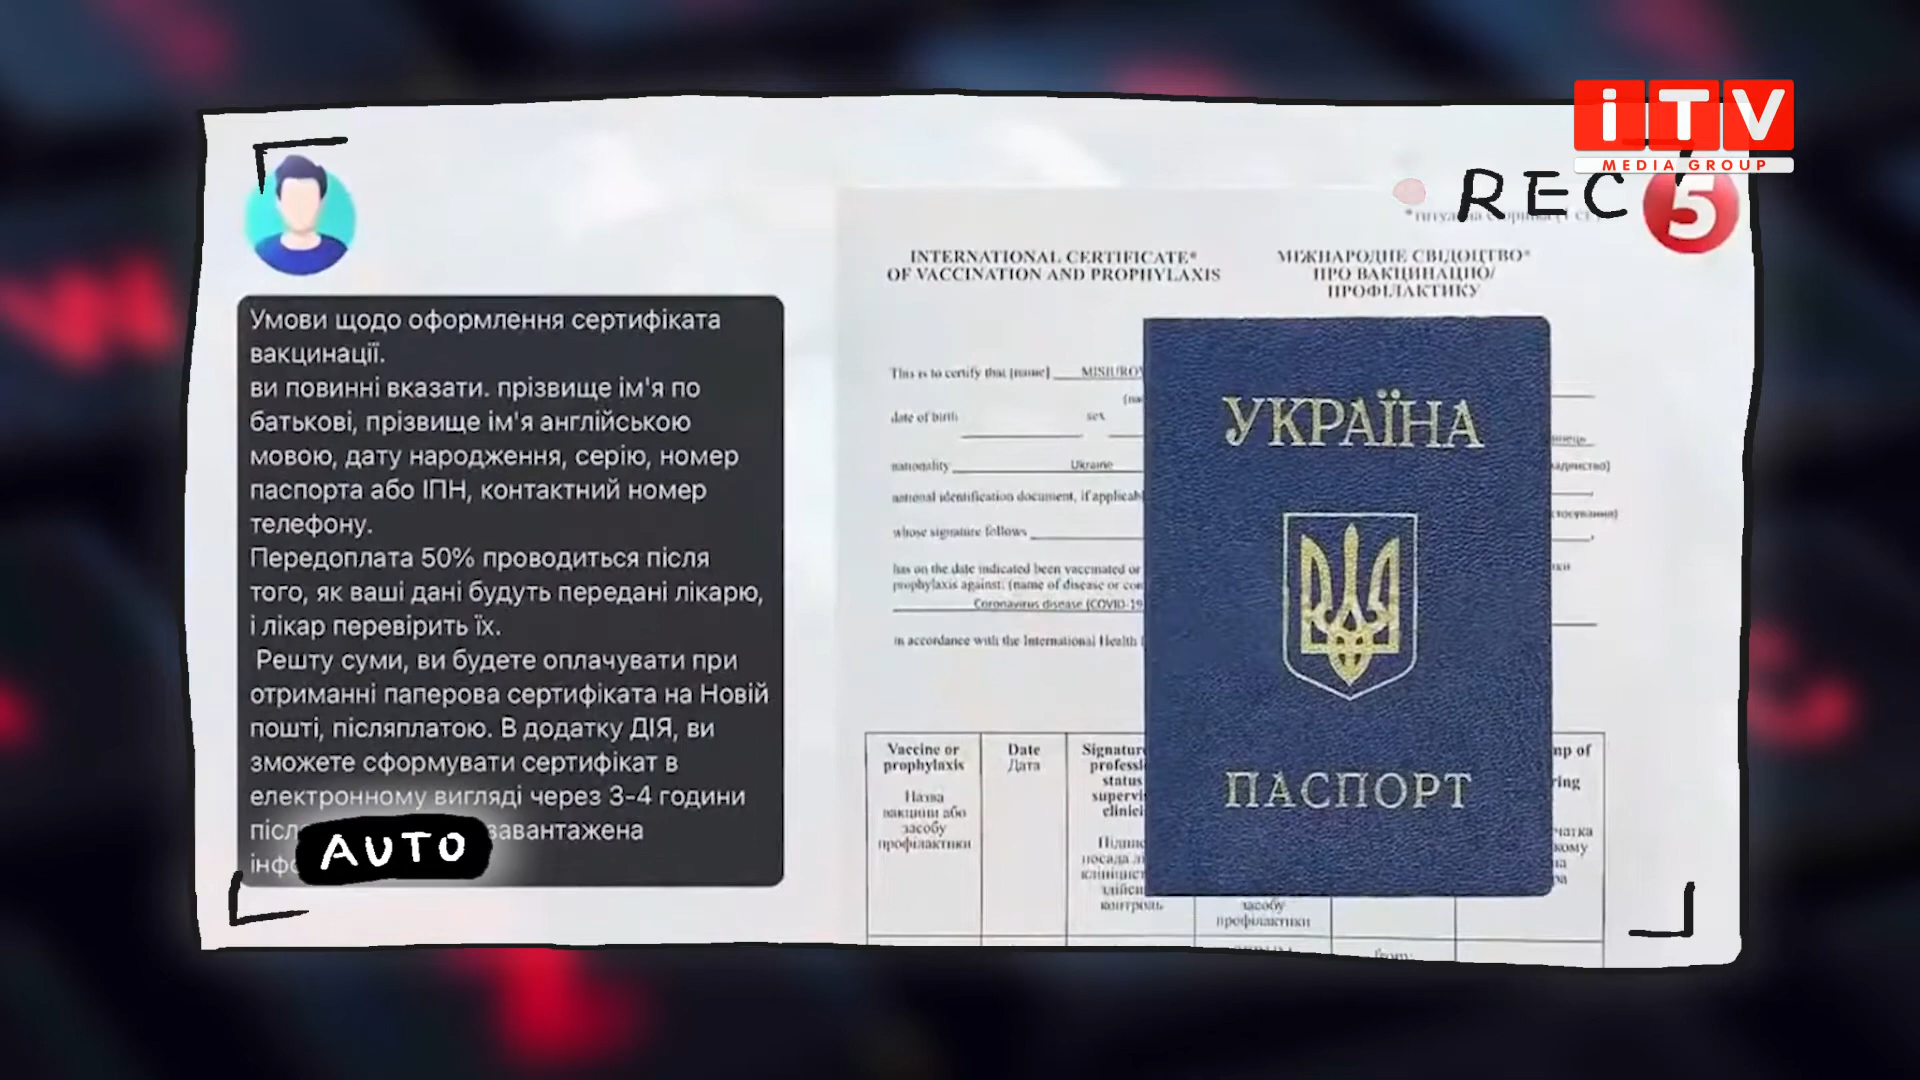 iTV
MEDIA GROUP
REC
5
Умови щодо оформлення сертифіката
вакцинації.
ви повинні вказати. прізвище ім'я по
батькові, прізвище ім'я англійською
мовою, дату народження, серію, номер
паспорта або ІПН, контактний номер
телефону.
Передоплата 50% проводиться після
того, як ваші дані будуть передані лікарю,
і лікар перевірить їх.
Решту суми, ви будете оплачувати при
отриманні паперова сертифіката на Новій
пошті, післяплатою. В додатку ДІЯ, ви
зможете сформувати сертифікат в
електронному вигляді через 3-4 години
завантажена
AUTO
INTERNATIONAL CERTIFICATE*
OF VACCINATION AND PROPHYLAXIS
МІЖНАРОДНЕ СВІДОЦТВО*
ПРО ВАКЦИНАЦІЮ/
ПРОФІЛАКТИКУ
This is to certify that [name]
date of birth sex
nationality Ukraine
national identification document, if
whose signature follows
has on the date indicated been vaccinated or
prophylaxis against: (name of disease or
Coronavirus disease (COVID-19
in accordance with the International Health
УКРАЇНА
ПАСПОРТ
Vaccine or
prophylaxis
Назва
вакцини або
засобу
профілактики
Date
Дата
status
контроль
засобу
профілактики
from: